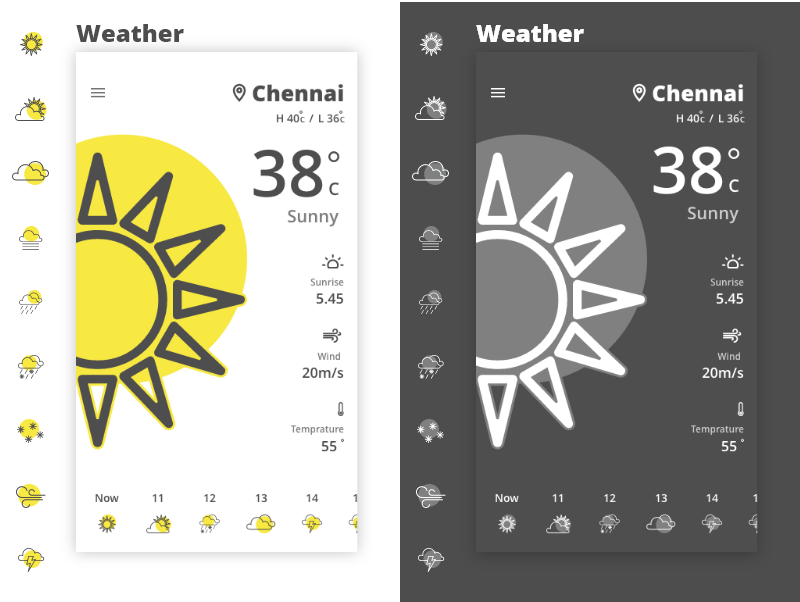 Weather
Chennai
H 40°c / L 36°c
38°c
Sunny
Sunrise
5.45
Wind
20m/s
Temprature
55°
Now 11 12 13 14 1
Weather
Chennai
H 40°c / L 36°c
38°c
Sunny
Sunrise
5.45
Wind
20m/s
Temprature
55°
Now 11 12 13 14 1